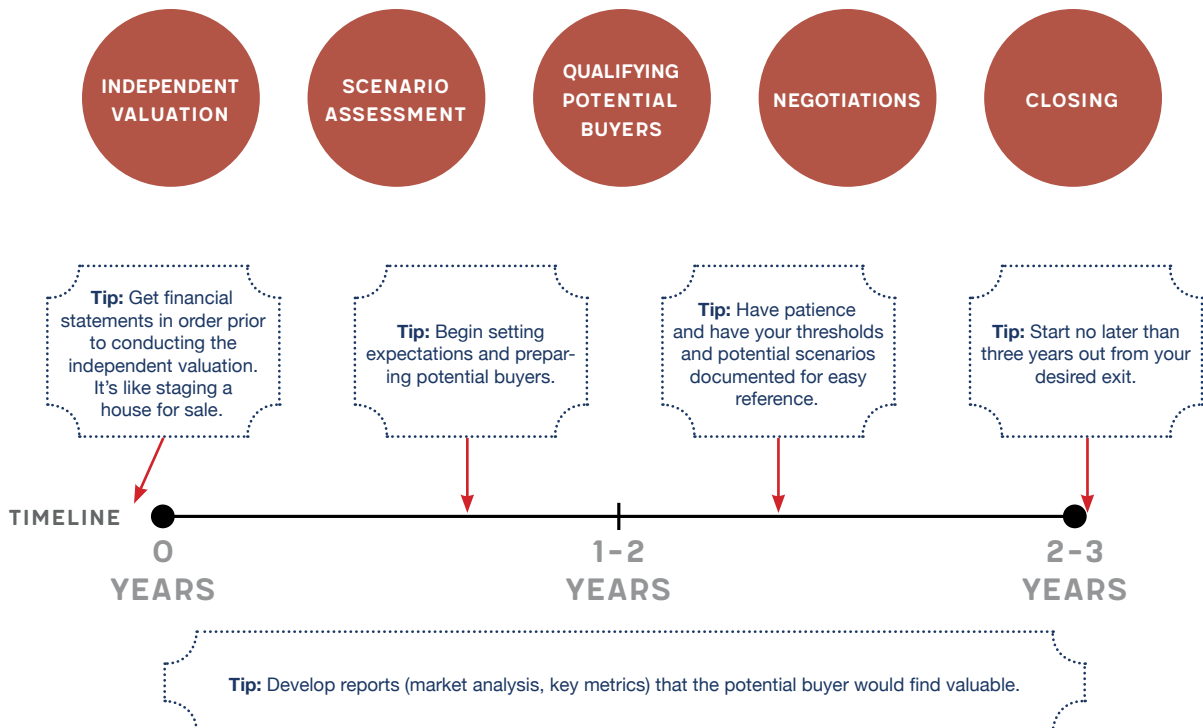 INDEPENDENT
VALUATION
SCENARIO
ASSESSMENT
QUALIFYING
POTENTIAL
BUYERS
NEGOTIATIONS
CLOSING
Tip: Get financial
statements in order prior
to conducting the
independent valuation.
It’s like staging a
house for sale.
Tip: Begin setting
expectations and prepar-
ing potential buyers.
Tip: Have patience
and have your thresholds
and potential scenarios
documented for easy
reference.
Tip: Start no later than
three years out from your
desired exit.
TIMELINE
0
YEARS
1–2
YEARS
2–3
YEARS
Tip: Develop reports (market analysis, key metrics) that the potential buyer would find valuable.